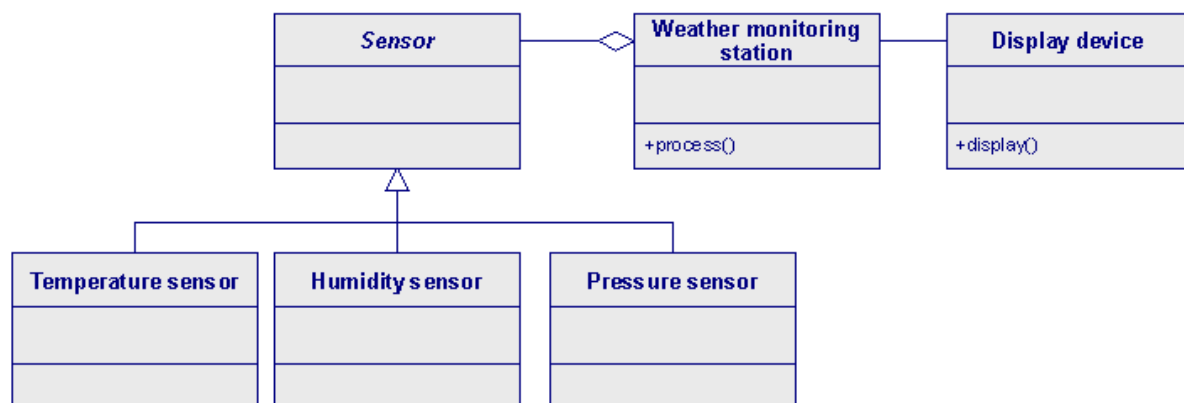 Sensor
Weather monitoring
station
Display device
+process()
+display()
Temperature sensor
Humidity sensor
Pressure sensor